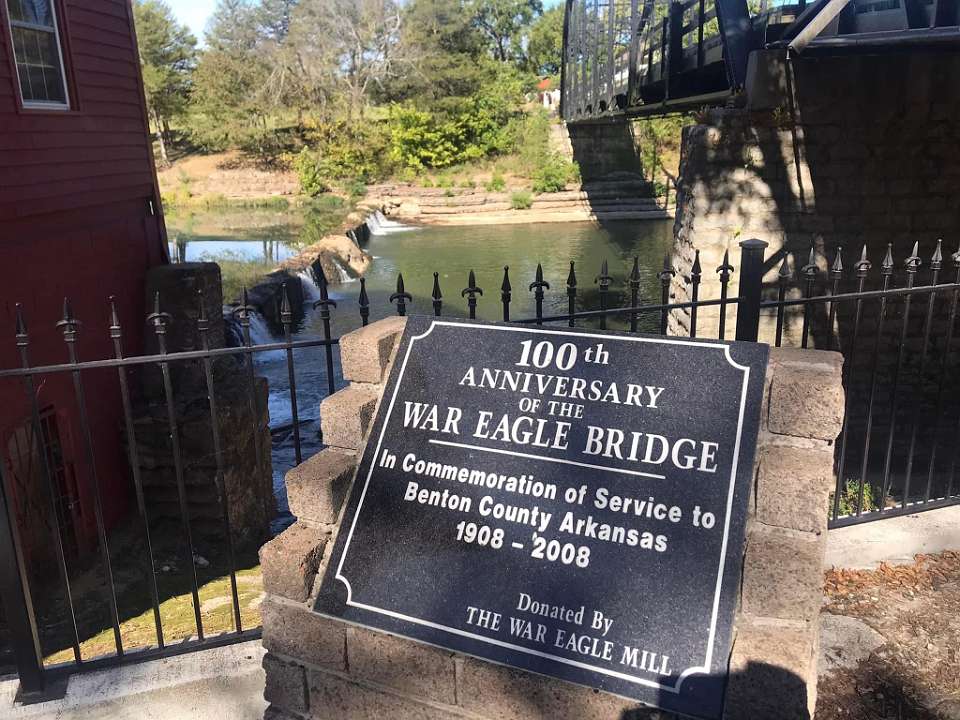 100th
ANNIVERSARY
OF THE
WAR EAGLE BRIDGE
In Commemoration of Service to
Benton County Arkansas
1908 – 2008
Donated By
THE WAR EAGLE MILL